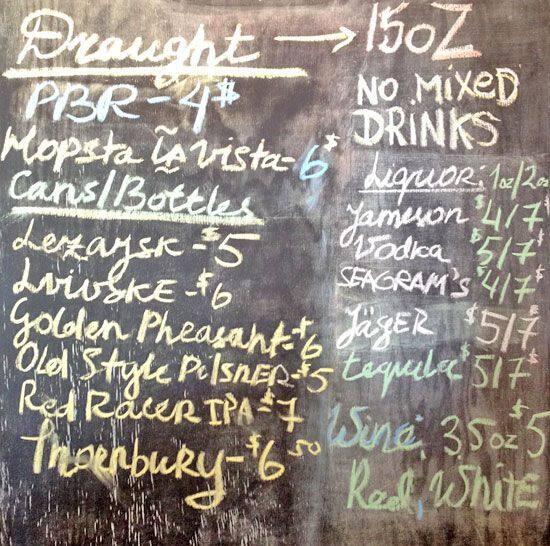 Draught → 15oZ
PBR - 4$
Hopsta LA Vista - 6$
Cans/Bottles
Lezaysk - $5
LVIVSKE - $6
Golden Pheasant - $6
Old Style PilsNER - $5
Red Racer IPA - $7
Thornbury - $6.50
NO MIXED
DRINKS
Liquor: 1oz/2oz
Jameson $4/7
Vodka $5/7
SEAGRAM'S $4/7
JägER $5/7
tequila $5/7
Wine, 3.5oz $5
Red, WHITE